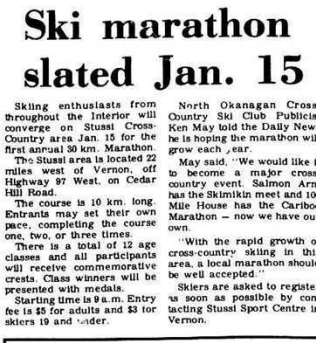 Ski marathon
slated Jan. 15
Skiing enthusiasts from
throughout the Interior will
converge on Stussi Cross-
Country area Jan. 15 for the
first annual 30 km. Marathon.
The Stussi area is located 22
miles west of Vernon, off
Highway 97 West, on Cedar
Hill Road.
The course is 10 km. long.
Entrants may set their own
pace, completing the course
one, two, or three times.
There is a total of 12 age
classes and all participants
will receive commemorative
crests. Class winners will be
presented with medals.
Starting time is 9 a.m. Entry
fee is $5 for adults and $3 for
skiers 19 and under.
North Okanagan Cross
Country Ski Club Publicis
Ken May told the Daily New
he is hoping the marathon wil
grow each year.
May said, "We would like i
to become a major cross
country event. Salmon Arm
has the Skimikin meet and 10
Mile House has the Cariboo
Marathon — now we have ou
own.
"With the rapid growth o
cross-country skiing in this
area, a local marathon should
be well accepted."
Skiers are asked to registe
as soon as possible by con
tacting Stussi Sport Centre i
Vernon.